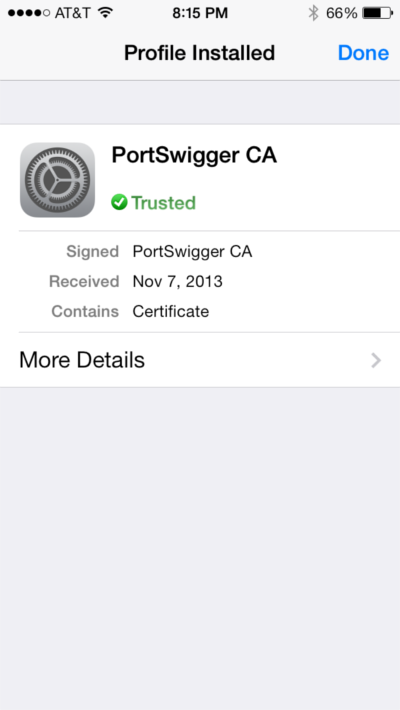 AT&T 8:15 PM 66%
Profile Installed Done
PortSwigger CA
Trusted
Signed PortSwigger CA
Received Nov 7, 2013
Contains Certificate
More Details